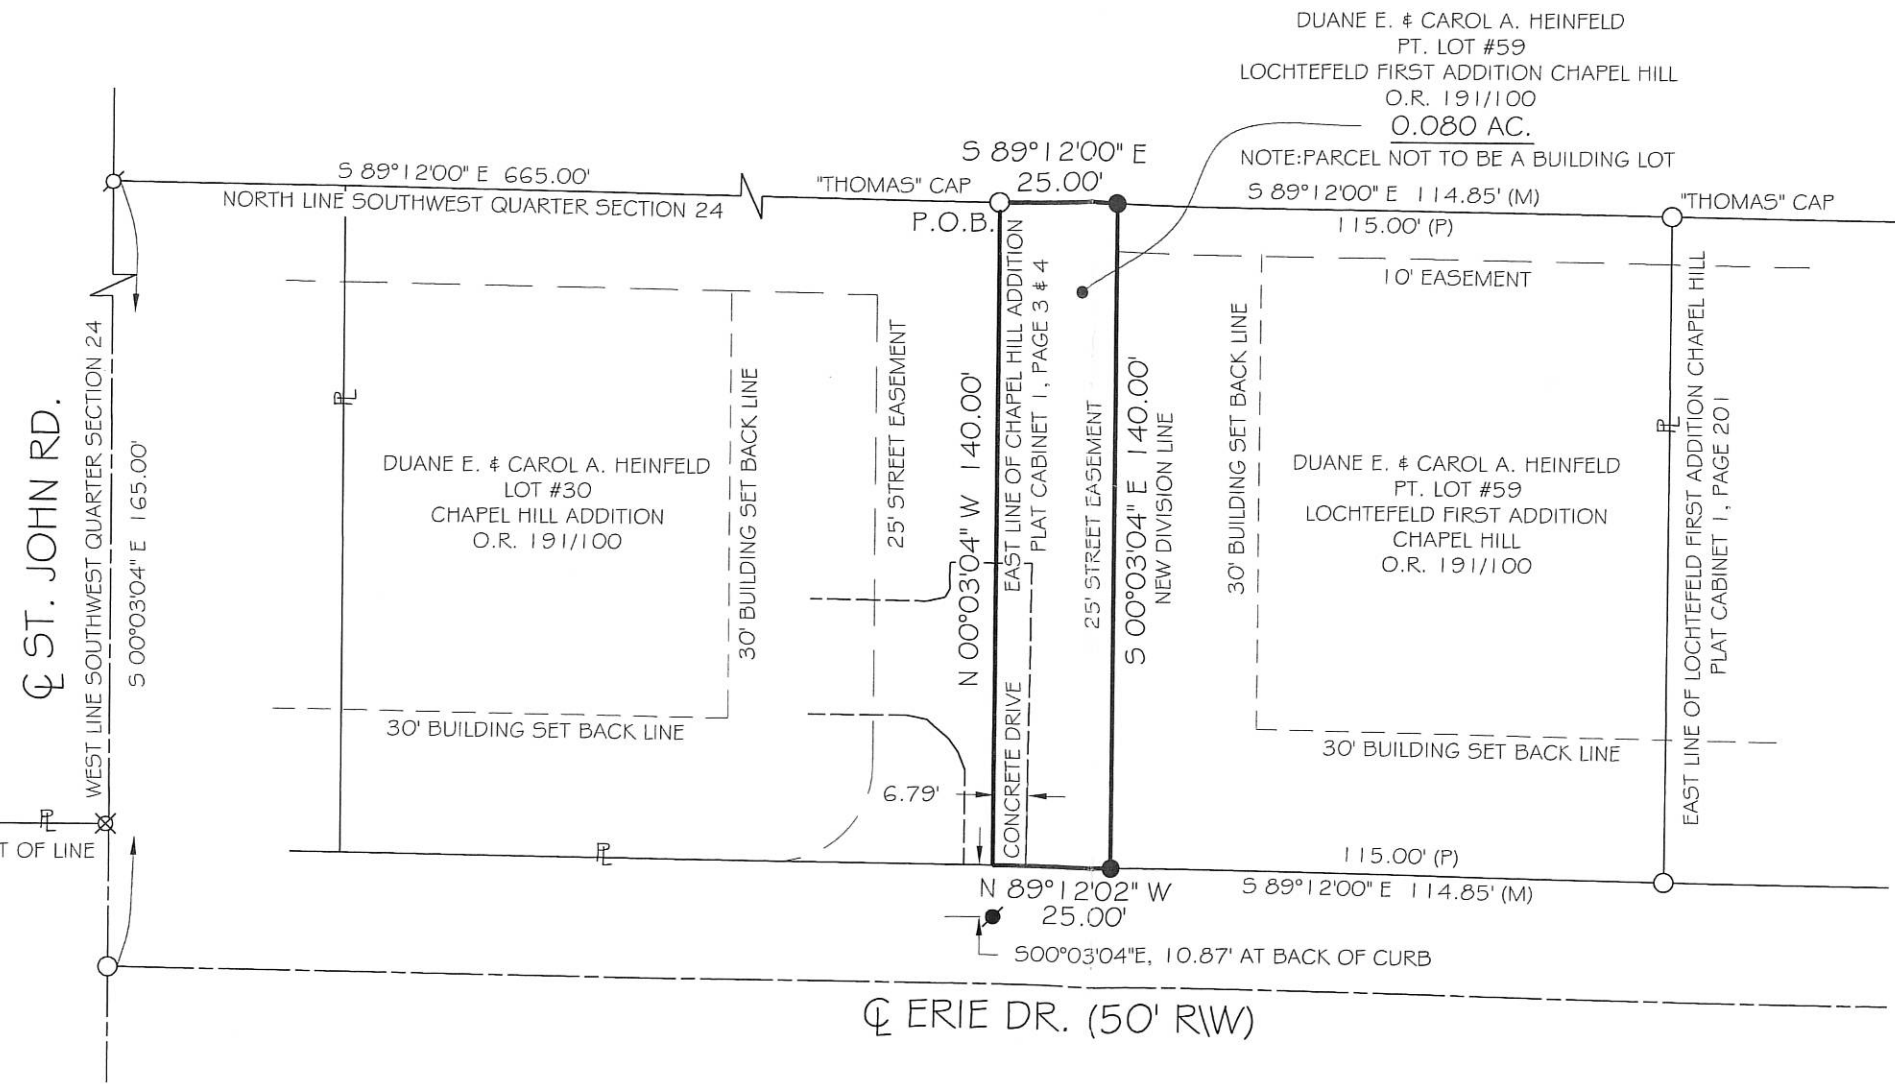 DUANE E. & CAROL A. HEINFELD
PT. LOT #59
LOCHTEFELD FIRST ADDITION CHAPEL HILL
O.R. 191/100
0.080 AC.
NOTE:PARCEL NOT TO BE A BUILDING LOT
S 89°12'00" E 665.00'
NORTH LINE SOUTHWEST QUARTER SECTION 24
"THOMAS" CAP
S 89°12'00" E
25.00'
P.O.B.
S 89°12'00" E 114.85' (M)
115.00' (P)
"THOMAS" CAP
10' EASEMENT
℄ ST. JOHN RD.
WEST LINE SOUTHWEST QUARTER SECTION 24
S 00°03'04" E 165.00'
PL
DUANE E. & CAROL A. HEINFELD
LOT #30
CHAPEL HILL ADDITION
O.R. 191/100
30' BUILDING SET BACK LINE
25' STREET EASEMENT
N 00°03'04" W 140.00'
EAST LINE OF CHAPEL HILL ADDITION
PLAT CABINET 1, PAGE 3 & 4
25' STREET EASEMENT
S 00°03'04" E 140.00'
NEW DIVISION LINE
30' BUILDING SET BACK LINE
DUANE E. & CAROL A. HEINFELD
PT. LOT #59
LOCHTEFELD FIRST ADDITION
CHAPEL HILL
O.R. 191/100
PL
EAST LINE OF LOCHTEFELD FIRST ADDITION CHAPEL HILL
PLAT CABINET 1, PAGE 201
30' BUILDING SET BACK LINE
30' BUILDING SET BACK LINE
6.79'
CONCRETE DRIVE
PL
T OF LINE
PL
115.00' (P)
S 89°12'00" E 114.85' (M)
N 89°12'02" W
25.00'
S00°03'04"E, 10.87' AT BACK OF CURB
℄ ERIE DR. (50' R\W)